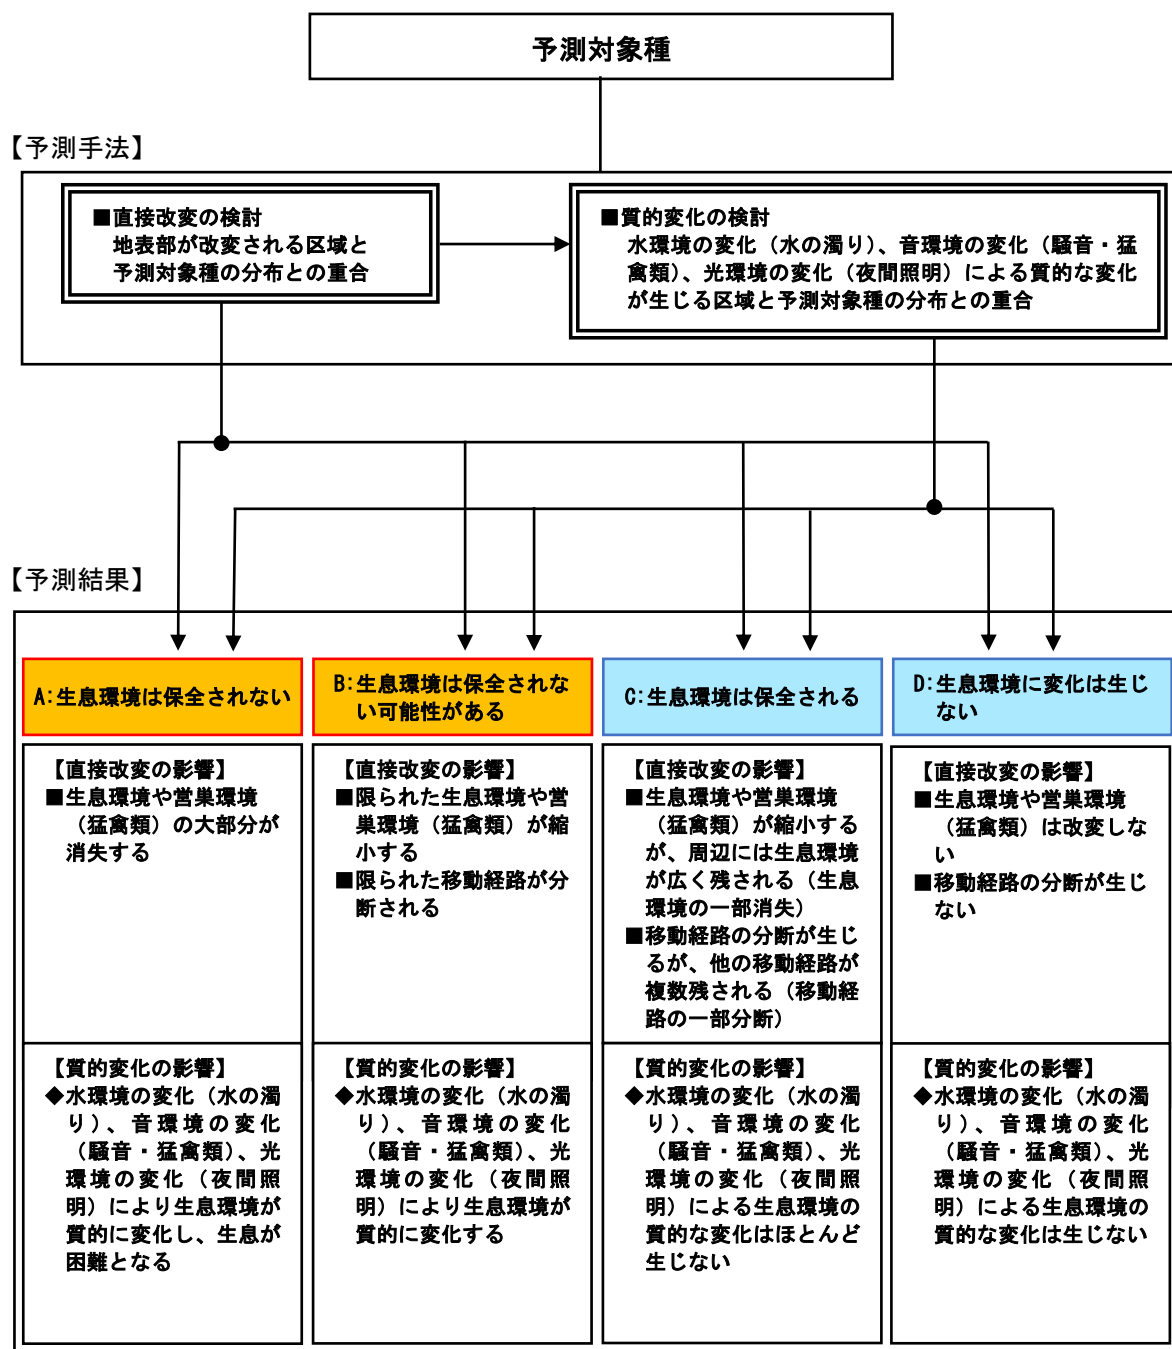 予測対象種
【予測手法】
■直接改変の検討
地表部が改変される区域と
予測対象種の分布との重合
■質的変化の検討
水環境の変化（水の濁り）、音環境の変化（騒音・猛
禽類）、光環境の変化（夜間照明）による質的な変化
が生じる区域と予測対象種の分布との重合
【予測結果】
A:生息環境は保全されない
B:生息環境は保全されな
い可能性がある
C:生息環境は保全される
D:生息環境に変化は生じ
ない
【直接改変の影響】
■生息環境や営巣環境
（猛禽類）の大部分が
消失する
【直接改変の影響】
■限られた生息環境や営
巣環境（猛禽類）が縮
小する
■限られた移動経路が分
断される
【直接改変の影響】
■生息環境や営巣環境
（猛禽類）が縮小する
が、周辺には生息環境
が広く残される（生息
環境の一部消失）
■移動経路の分断が生じ
るが、他の移動経路が
複数残される（移動経
路の一部分断）
【直接改変の影響】
■生息環境や営巣環境
（猛禽類）は改変しな
い
■移動経路の分断が生じ
ない
【質的変化の影響】
◆水環境の変化（水の濁
り）、音環境の変化
（騒音・猛禽類）、光
環境の変化（夜間照
明）により生息環境が
質的に変化し、生息が
困難となる
【質的変化の影響】
◆水環境の変化（水の濁
り）、音環境の変化
（騒音・猛禽類）、光
環境の変化（夜間照
明）により生息環境が
質的に変化する
【質的変化の影響】
◆水環境の変化（水の濁
り）、音環境の変化
（騒音・猛禽類）、光
環境の変化（夜間照
明）による生息環境の
質的な変化はほとんど
生じない
【質的変化の影響】
◆水環境の変化（水の濁
り）、音環境の変化
（騒音・猛禽類）、光
環境の変化（夜間照
明）による生息環境の
質的な変化は生じない